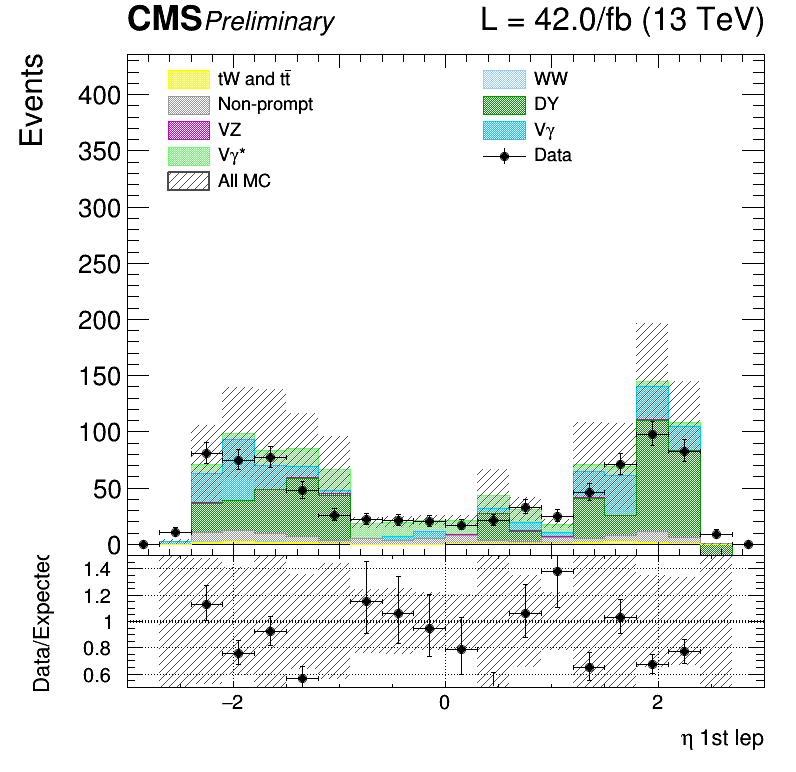 CMS Preliminary L = 42.0/fb (13 TeV)
Events
tW and tt̄ WW
Non-prompt DY
VZ Vγ
Vγ* Data
All MC
400
350
300
250
200
150
100
50
0
Data/Expected
1.4
1.2
1
0.8
0.6
−2 0 2
η 1st lep